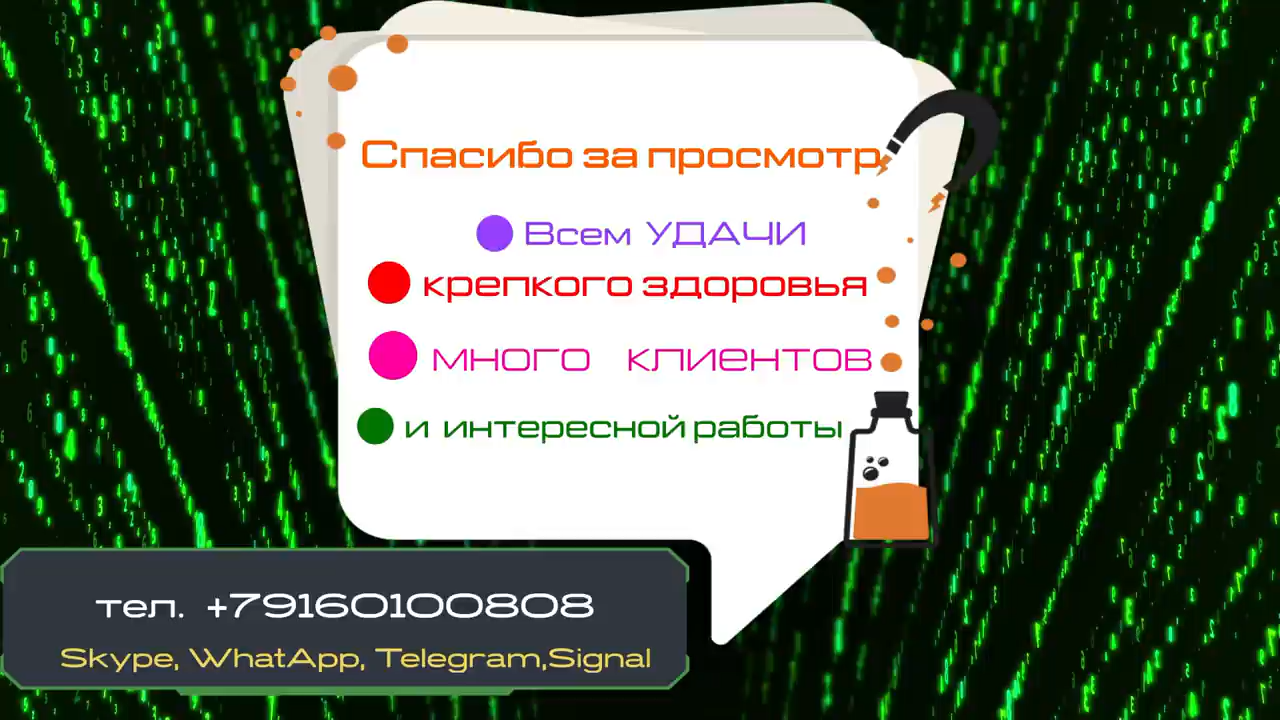 Спасибо за просмотр
Всем УДАЧИ
крепкого здоровья
много клиентов
и интересной работы
тел. +79160100808
Skype, WhatApp, Telegram,Signal